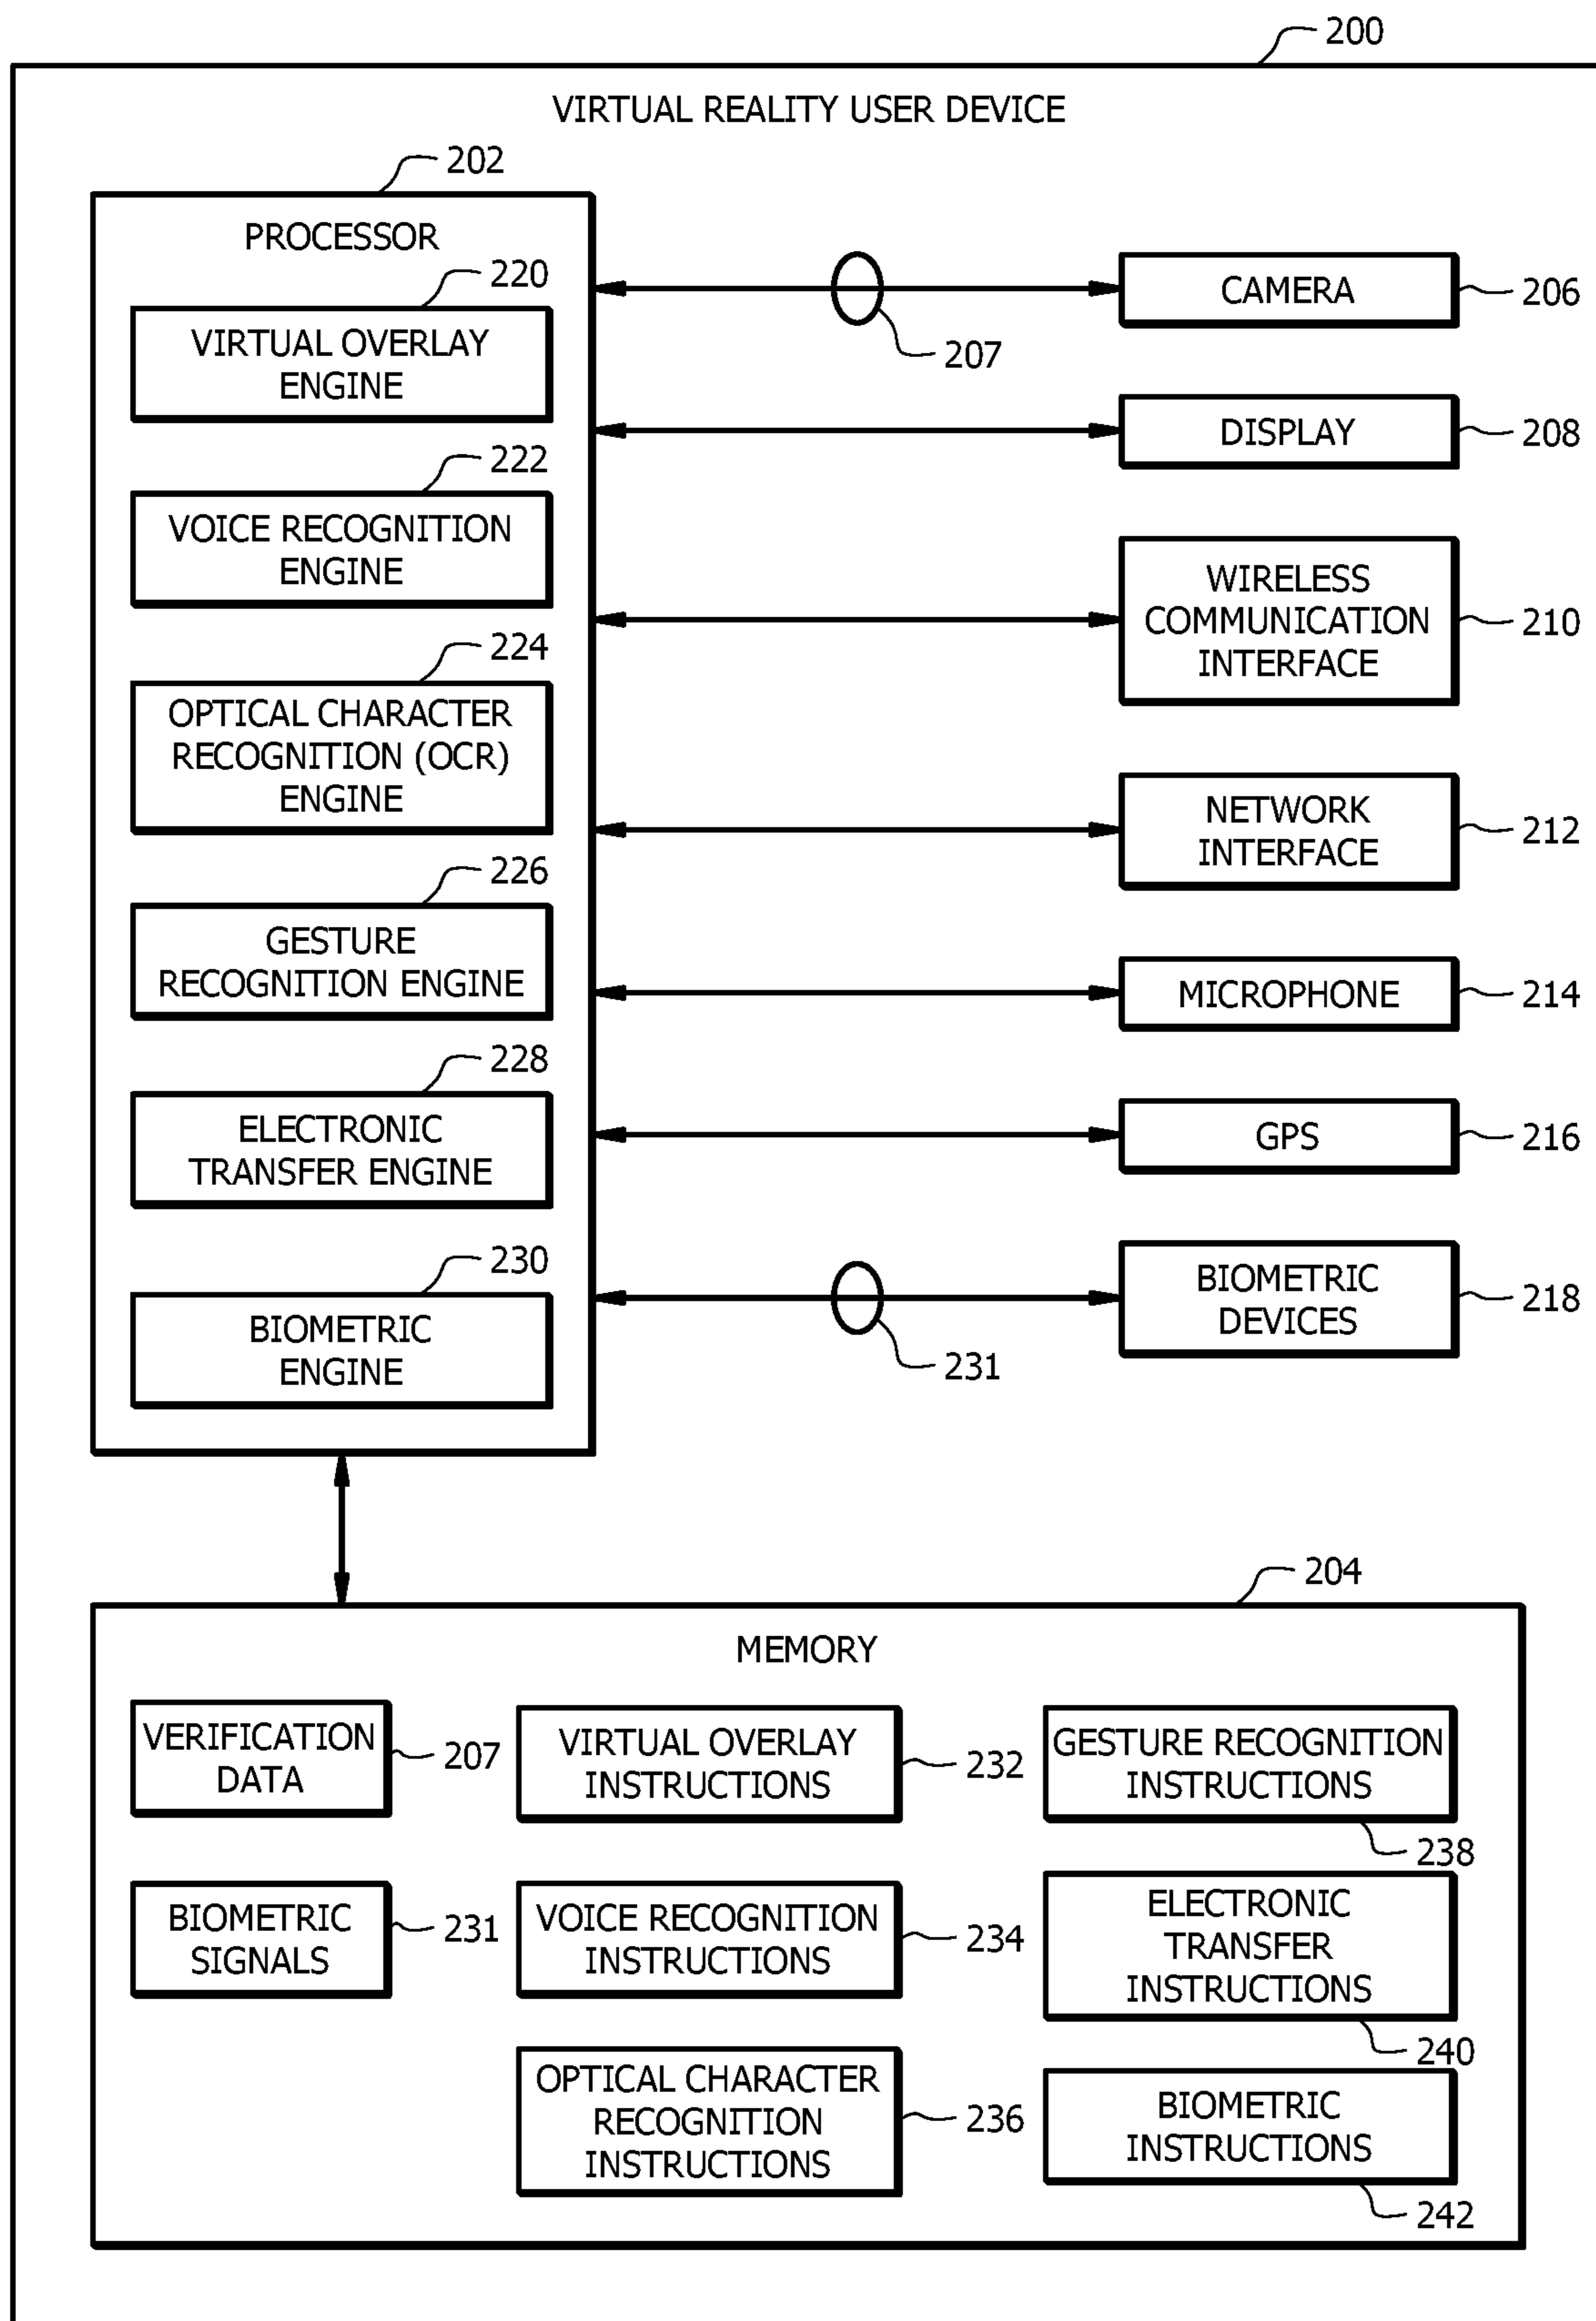 200
VIRTUAL REALITY USER DEVICE
202
PROCESSOR
220
VIRTUAL OVERLAY
ENGINE
222
VOICE RECOGNITION
ENGINE
224
OPTICAL CHARACTER
RECOGNITION (OCR)
ENGINE
226
GESTURE
RECOGNITION ENGINE
228
ELECTRONIC
TRANSFER ENGINE
230
BIOMETRIC
ENGINE
207
CAMERA
206
DISPLAY
208
WIRELESS
COMMUNICATION
INTERFACE
210
NETWORK
INTERFACE
212
MICROPHONE
214
GPS
216
BIOMETRIC
DEVICES
218
231
204
MEMORY
VERIFICATION
DATA
207
BIOMETRIC
SIGNALS
231
VIRTUAL OVERLAY
INSTRUCTIONS
232
VOICE RECOGNITION
INSTRUCTIONS
234
OPTICAL CHARACTER
RECOGNITION
INSTRUCTIONS
236
GESTURE RECOGNITION
INSTRUCTIONS
238
ELECTRONIC
TRANSFER
INSTRUCTIONS
240
BIOMETRIC
INSTRUCTIONS
242